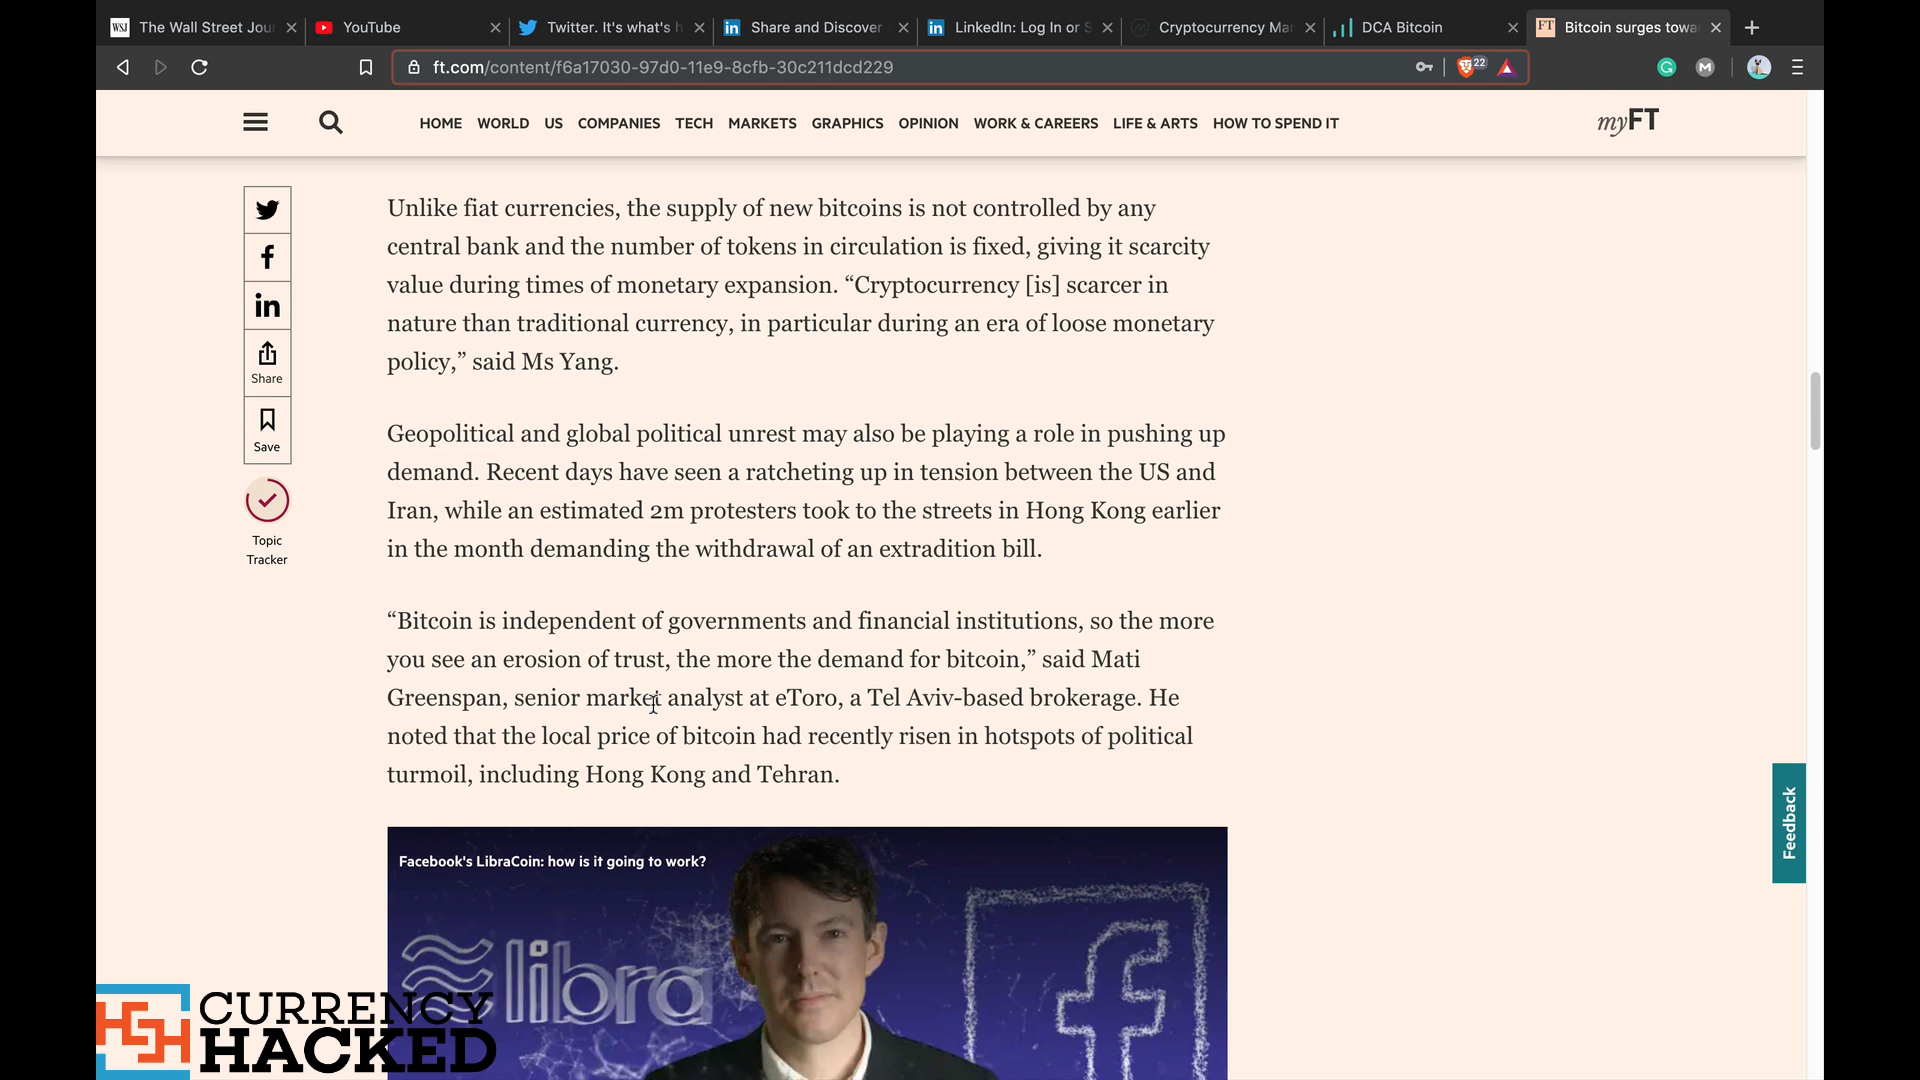 WSJ The Wall Street Jou
YouTube
Twitter. It's what's h
Share and Discover
LinkedIn: Log In or S
Cryptocurrency Mar
DCA Bitcoin
FT Bitcoin surges towa
ft.com/content/f6a17030-97d0-11e9-8cfb-30c211dcd229
22
G
M
HOME WORLD US COMPANIES TECH MARKETS GRAPHICS OPINION WORK & CAREERS LIFE & ARTS HOW TO SPEND IT
myFT
Share
Save
Topic
Tracker
Unlike fiat currencies, the supply of new bitcoins is not controlled by any
central bank and the number of tokens in circulation is fixed, giving it scarcity
value during times of monetary expansion. “Cryptocurrency [is] scarcer in
nature than traditional currency, in particular during an era of loose monetary
policy,” said Ms Yang.
Geopolitical and global political unrest may also be playing a role in pushing up
demand. Recent days have seen a ratcheting up in tension between the US and
Iran, while an estimated 2m protesters took to the streets in Hong Kong earlier
in the month demanding the withdrawal of an extradition bill.
“Bitcoin is independent of governments and financial institutions, so the more
you see an erosion of trust, the more the demand for bitcoin,” said Mati
Greenspan, senior market analyst at eToro, a Tel Aviv-based brokerage. He
noted that the local price of bitcoin had recently risen in hotspots of political
turmoil, including Hong Kong and Tehran.
Feedback
Facebook's LibraCoin: how is it going to work?
libra
CURRENCY
HACKED